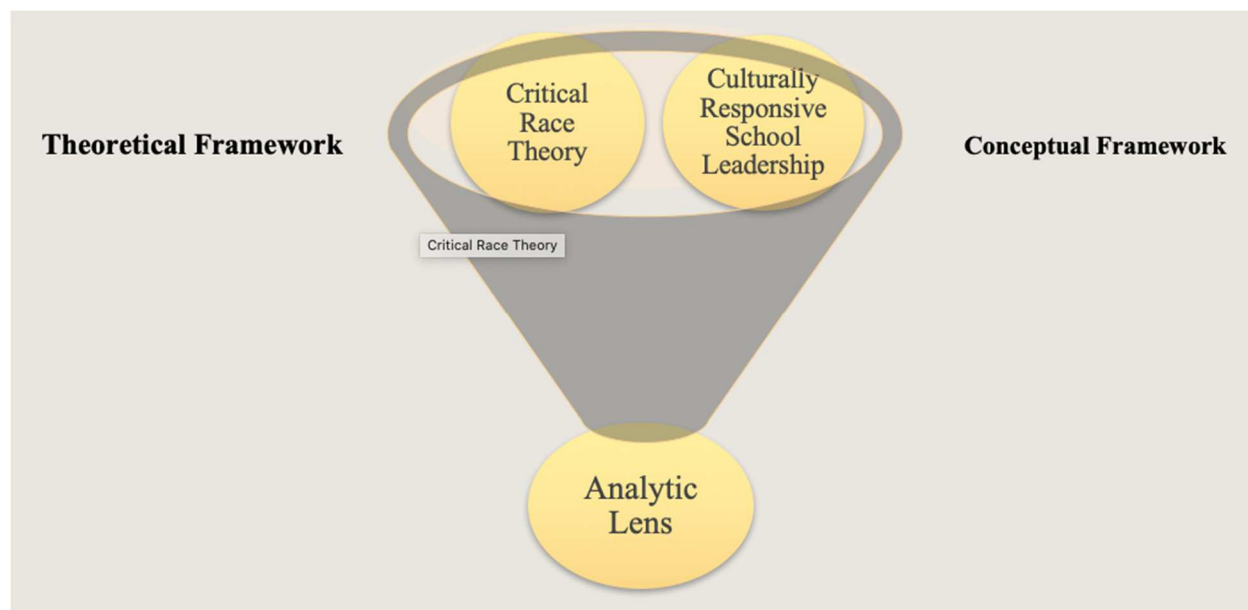 Theoretical Framework
Critical
Race
Theory
Culturally
Responsive
School
Leadership
Conceptual Framework
Critical Race Theory
Analytic
Lens